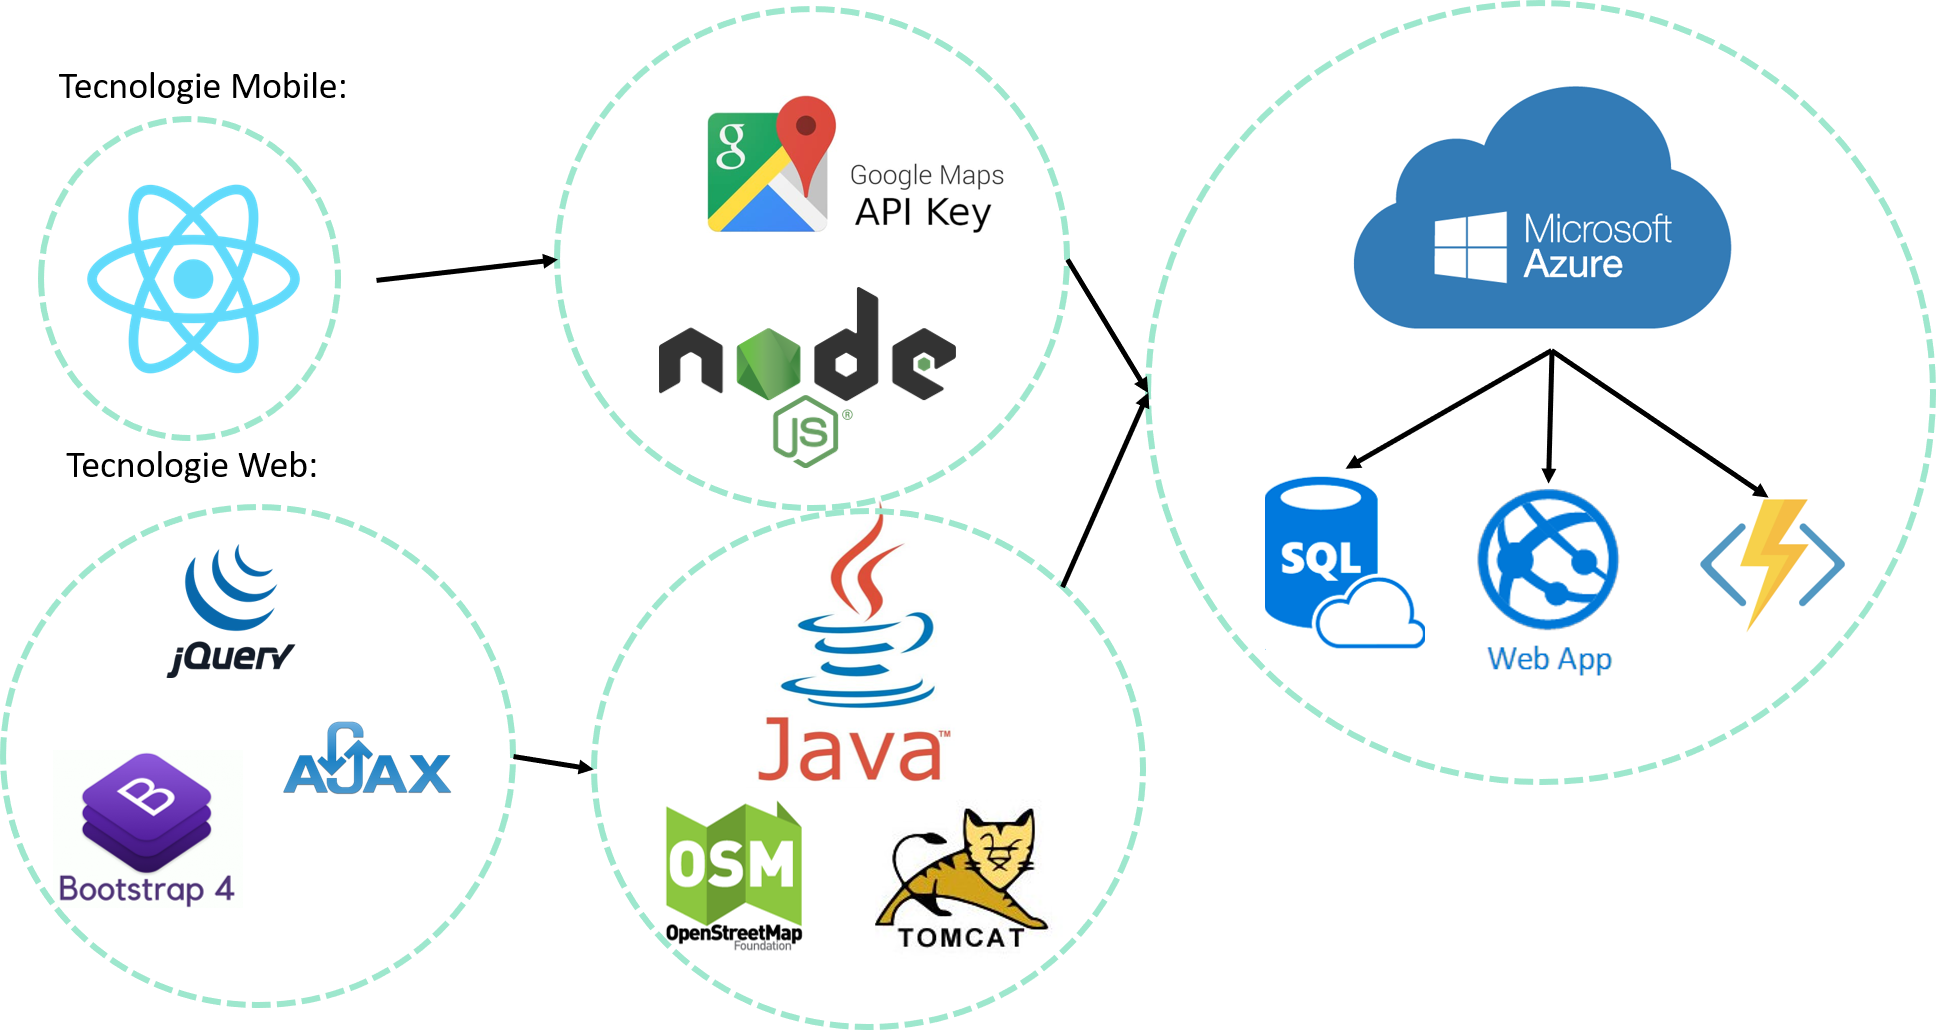 Tecnologie Mobile:
g
Google Maps
API Key
node
JS®
Microsoft
Azure
Tecnologie Web:
jQuery
AJAX
B
Bootstrap 4
Java™
OSM
OpenStreetMap
Foundation
TOMCAT
SQL
Web App